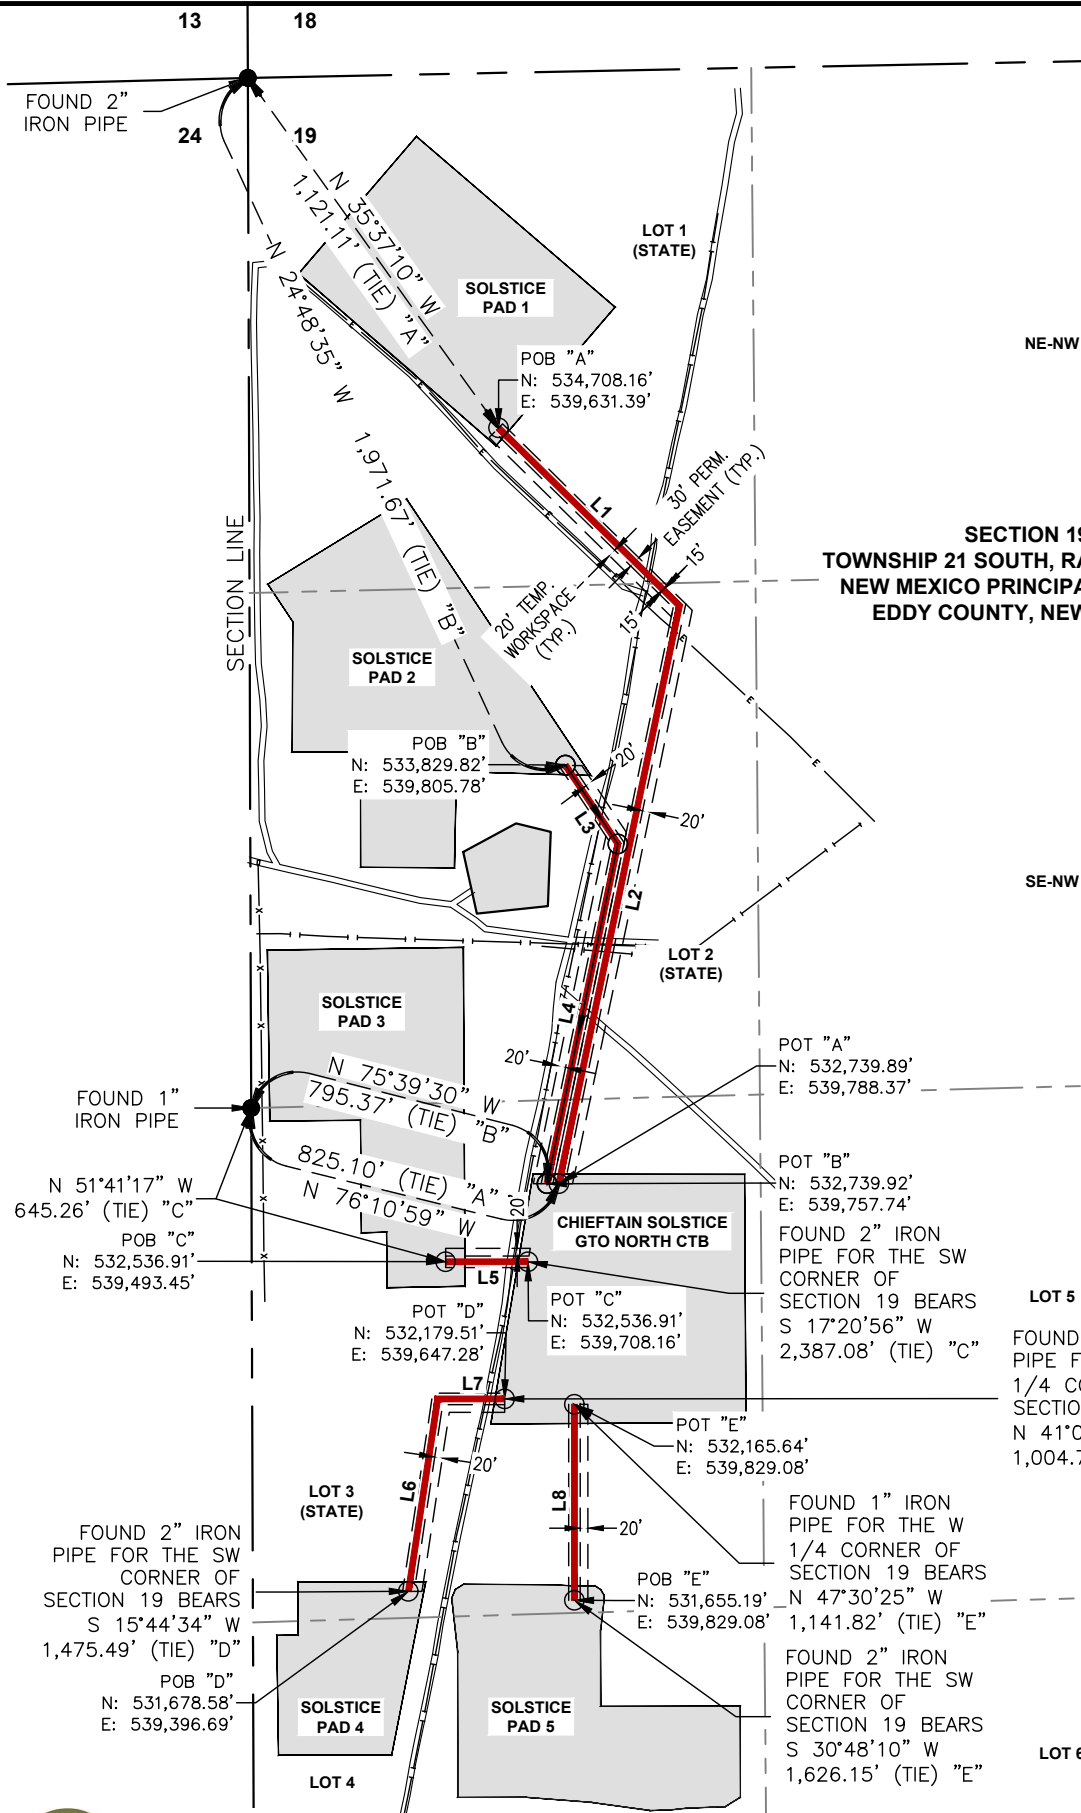 13
18
FOUND 2"
IRON PIPE
24
19
N 35°37'10" W
1,121.11' (TIE) "A"
N 24°48'35" W
1,971.67' (TIE) "B"
LOT 1
(STATE)
SOLSTICE
PAD 1
NE-NW
POB "A"
N: 534,708.16'
E: 539,631.39'
L1
30' PERM.
EASEMENT (TYP.)
15'
15'
20' TEMP.
WORKSPACE
(TYP.)
SECTION LINE
SECTION 19
TOWNSHIP 21 SOUTH, RA
NEW MEXICO PRINCIPA
EDDY COUNTY, NEW
SOLSTICE
PAD 2
POB "B"
N: 533,829.82'
E: 539,805.78'
20'
L3
20'
L2
SE-NW
LOT 2
(STATE)
SOLSTICE
PAD 3
L4
20'
POT "A"
N: 532,739.89'
E: 539,788.37'
FOUND 1"
IRON PIPE
N 75°39'30" W
795.37' (TIE) "B"
825.10' (TIE) "A"
N 76°10'59" W
POT "B"
N: 532,739.92'
E: 539,757.74'
N 51°41'17" W
645.26' (TIE) "C"
POB "C"
N: 532,536.91'
E: 539,493.45'
20'
CHIEFTAIN SOLSTICE
GTO NORTH CTB
FOUND 2" IRON
PIPE FOR THE SW
CORNER OF
SECTION 19 BEARS
S 17°20'56" W
2,387.08' (TIE) "C"
L5
POT "C"
N: 532,536.91'
E: 539,708.16'
LOT 5
POT "D"
N: 532,179.51'
E: 539,647.28'
FOUND
PIPE F
1/4 CO
SECTIO
N 41°0
1,004.7
L7
POT "E"
N: 532,165.64'
E: 539,829.08'
20'
L6
LOT 3
(STATE)
L8
20'
FOUND 1" IRON
PIPE FOR THE W
1/4 CORNER OF
SECTION 19 BEARS
N 47°30'25" W
1,141.82' (TIE) "E"
FOUND 2" IRON
PIPE FOR THE SW
CORNER OF
SECTION 19 BEARS
S 15°44'34" W
1,475.49' (TIE) "D"
POB "E"
N: 531,655.19'
E: 539,829.08'
POB "D"
N: 531,678.58'
E: 539,396.69'
FOUND 2" IRON
PIPE FOR THE SW
CORNER OF
SECTION 19 BEARS
S 30°48'10" W
1,626.15' (TIE) "E"
SOLSTICE
PAD 4
SOLSTICE
PAD 5
LOT 4
LOT 6